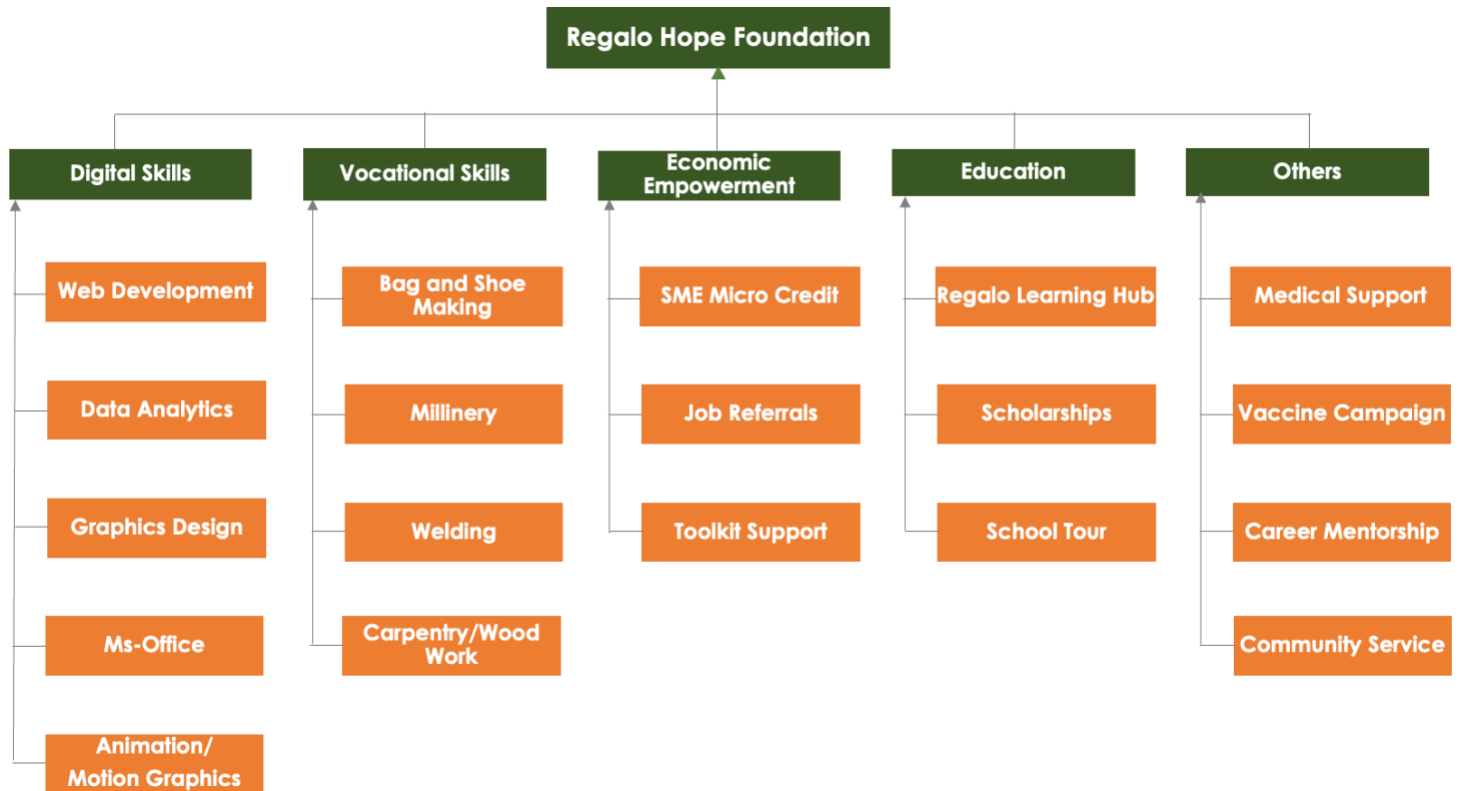 Regalo Hope Foundation
Digital Skills
Web Development
Data Analytics
Graphics Design
Ms-Office
Animation/
Motion Graphics
Vocational Skills
Bag and Shoe
Making
Millinery
Welding
Carpentry/Wood
Work
Economic
Empowerment
SME Micro Credit
Job Referrals
Toolkit Support
Education
Regalo Learning Hub
Scholarships
School Tour
Others
Medical Support
Vaccine Campaign
Career Mentorship
Community Service